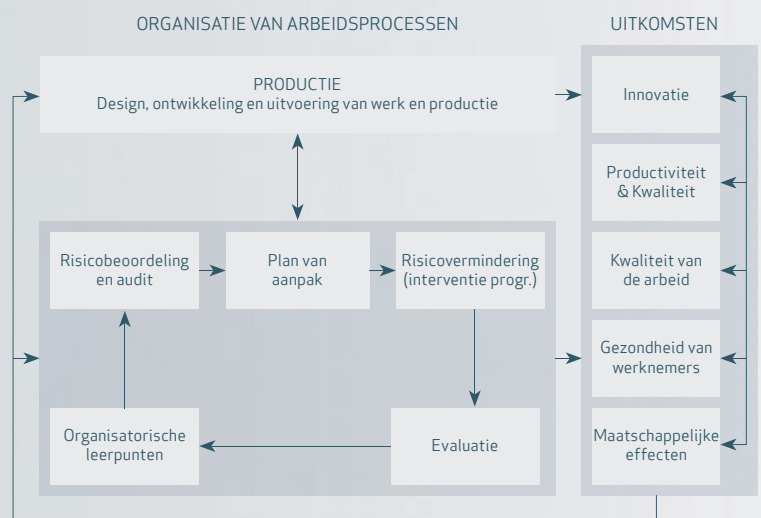 ORGANISATIE VAN ARBEIDSPROCESSEN
UITKOMSTEN
PRODUCTIE
Design, ontwikkeling en uitvoering van werk en productie
Innovatie
Productiviteit
& Kwaliteit
Risicobeoordeling
en audit
Plan van
aanpak
Risicovermindering
(interventie progr.)
Kwaliteit van
de arbeid
Gezondheid van
werknemers
Organisatorische
leerpunten
Evaluatie
Maatschappelijke
effecten